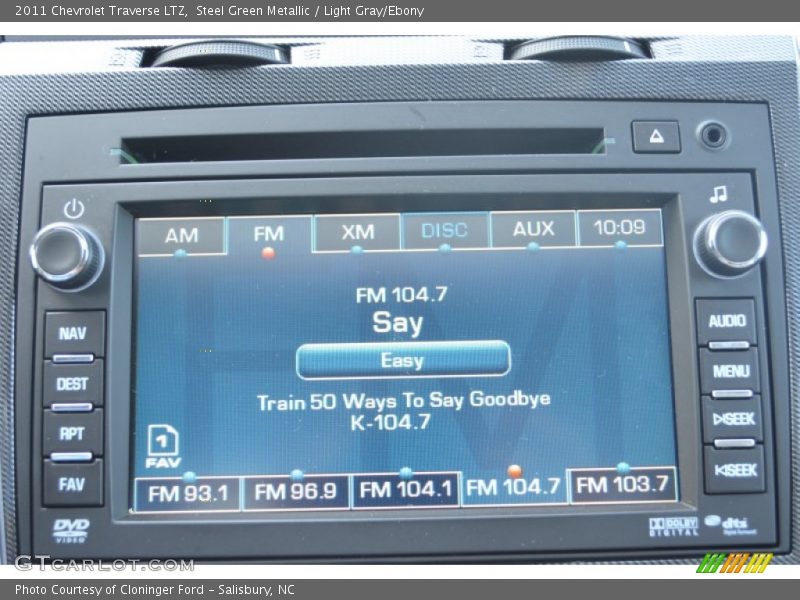 2011 Chevrolet Traverse LTZ, Steel Green Metallic / Light Gray/Ebony
AM FM XM DISC AUX 10:09
FM 104.7
Say
Easy
Train 50 Ways To Say Goodbye
K-104.7
1
FAV
FM 93.1 FM 96.9 FM 104.1 FM 104.7 FM 103.7
NAV
DEST
RPT
FAV
AUDIO
MENU
SEEK
SEEK
DVD
VIDEO
DOLBY
DIGITAL
dts
GTCARLOT.COM
Photo Courtesy of Cloninger Ford – Salisbury, NC